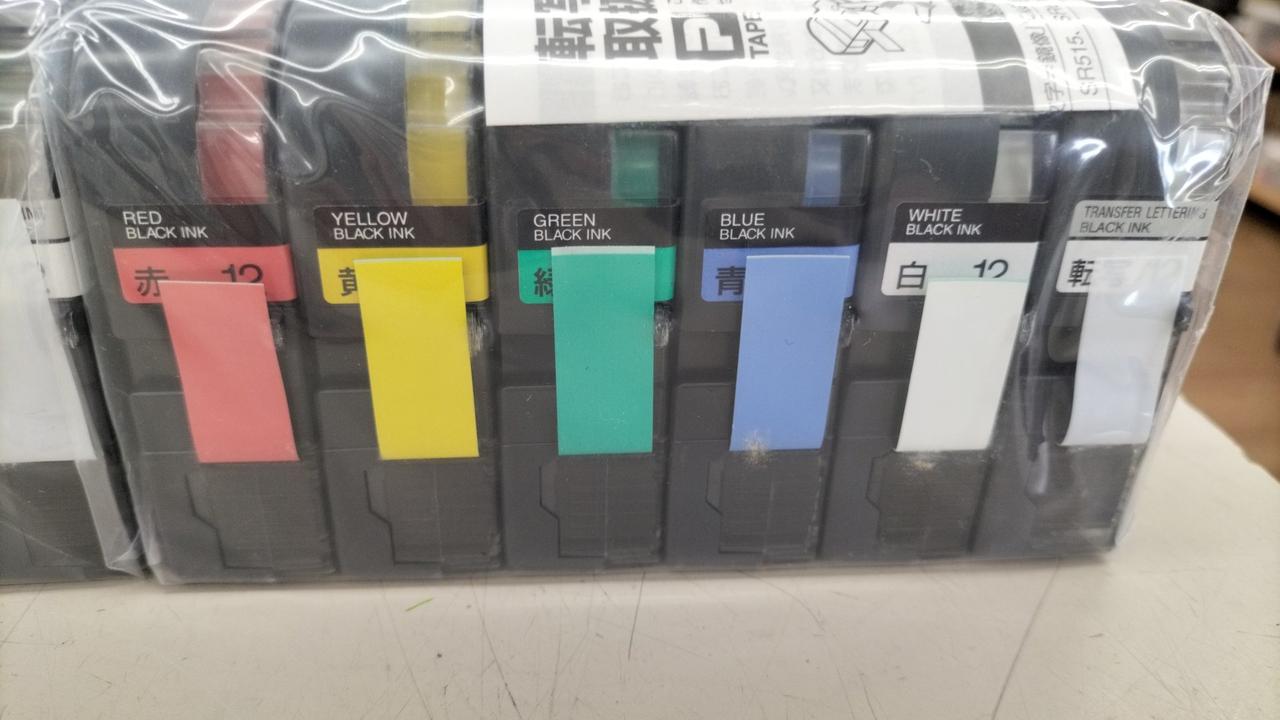 転写
取扱
TAPE
SR515、
RED
BLACK INK
赤 12
YELLOW
BLACK INK
黄
GREEN
BLACK INK
緑
BLUE
BLACK INK
青
WHITE
BLACK INK
白 12
TRANSFER LETTERING
BLACK INK
転写 12